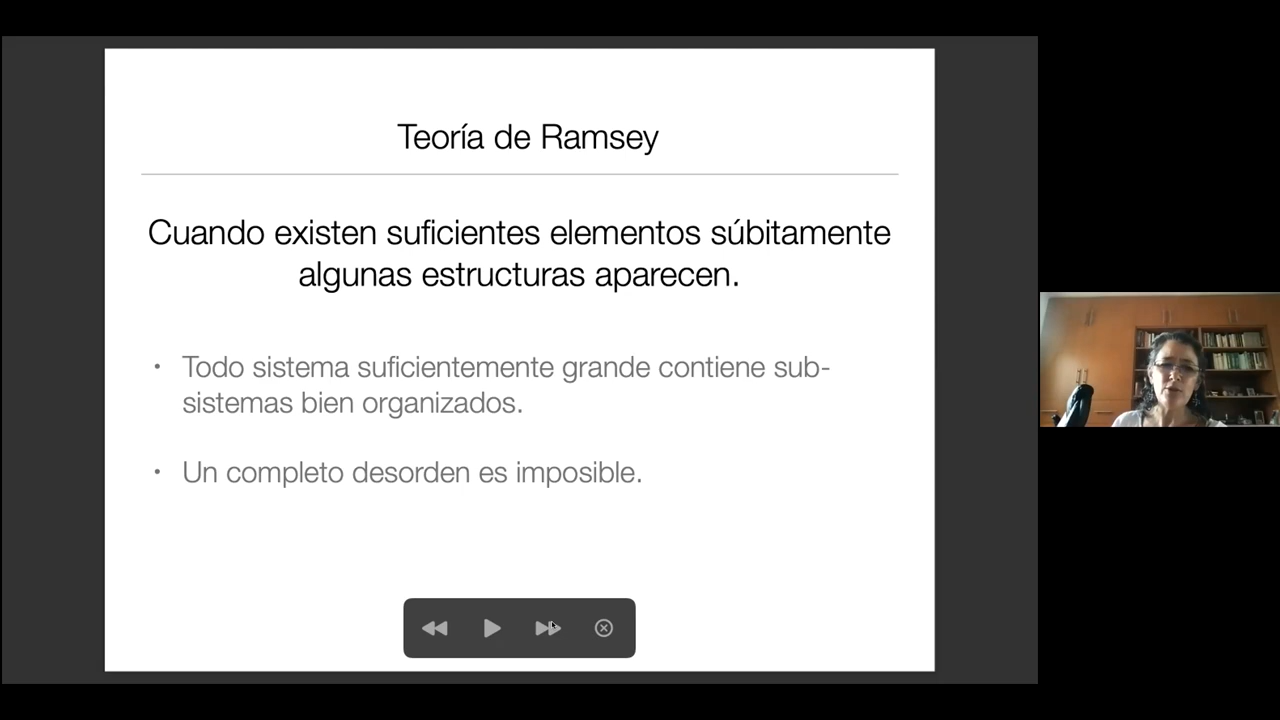 Teoría de Ramsey
Cuando existen suficientes elementos súbitamente
algunas estructuras aparecen.
• Todo sistema suficientemente grande contiene sub-
sistemas bien organizados.
• Un completo desorden es imposible.